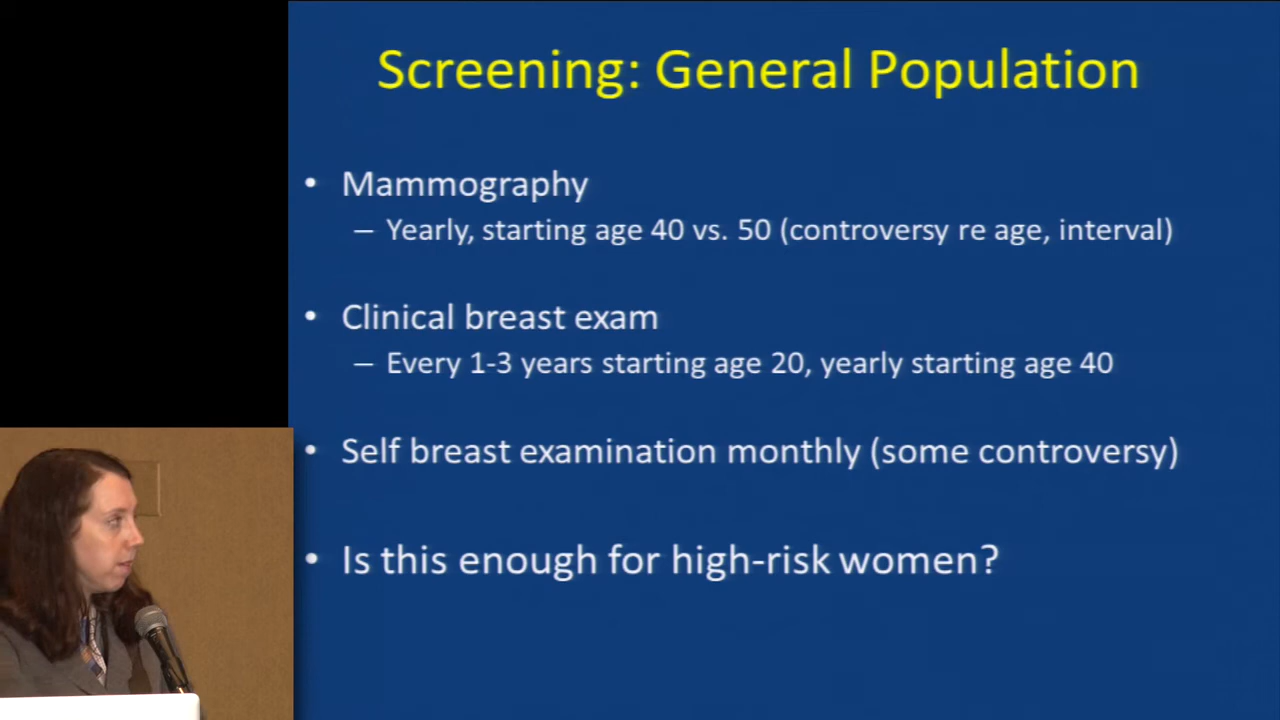 Screening: General Population
• Mammography
– Yearly, starting age 40 vs. 50 (controversy re age, interval)
• Clinical breast exam
– Every 1-3 years starting age 20, yearly starting age 40
• Self breast examination monthly (some controversy)
• Is this enough for high-risk women?